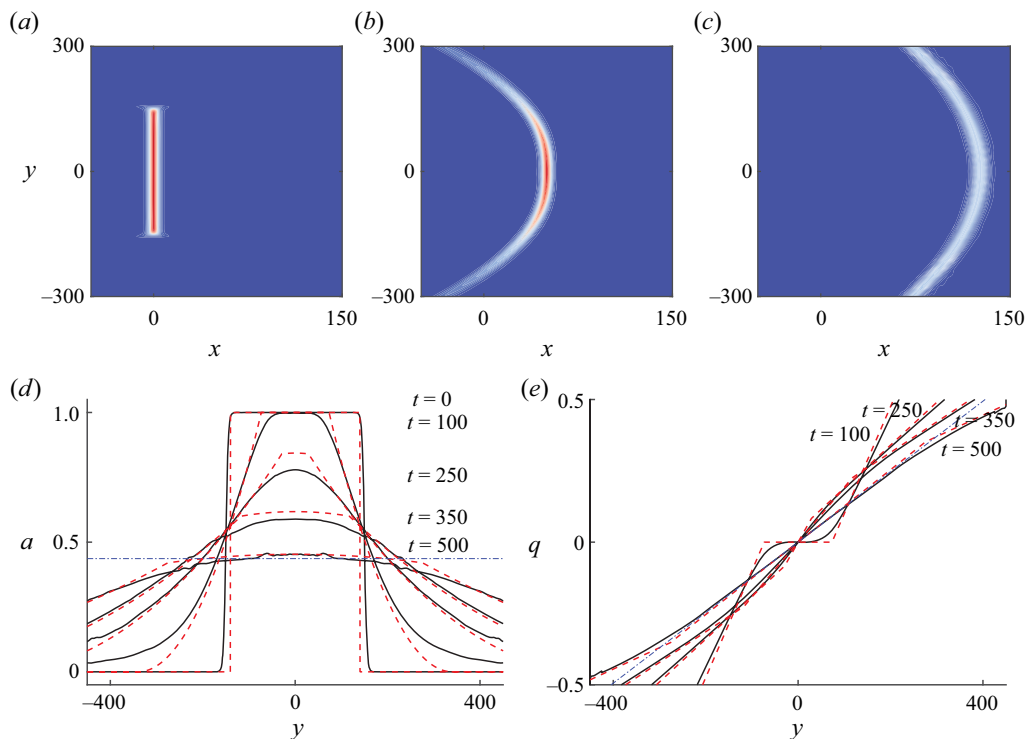 (a) (b) (c)
300 300 300
y 0 0 0
−300 −300 −300
0 150 0 150 0 150
x x x
(d) (e)
1.0 t = 0 0.5 t = 250
t = 100 t = 350
t = 100
t = 250 t = 500
t = 350
a 0.5 t = 500 q 0
0 −0.5
−400 0 400 −400 0 400
y y